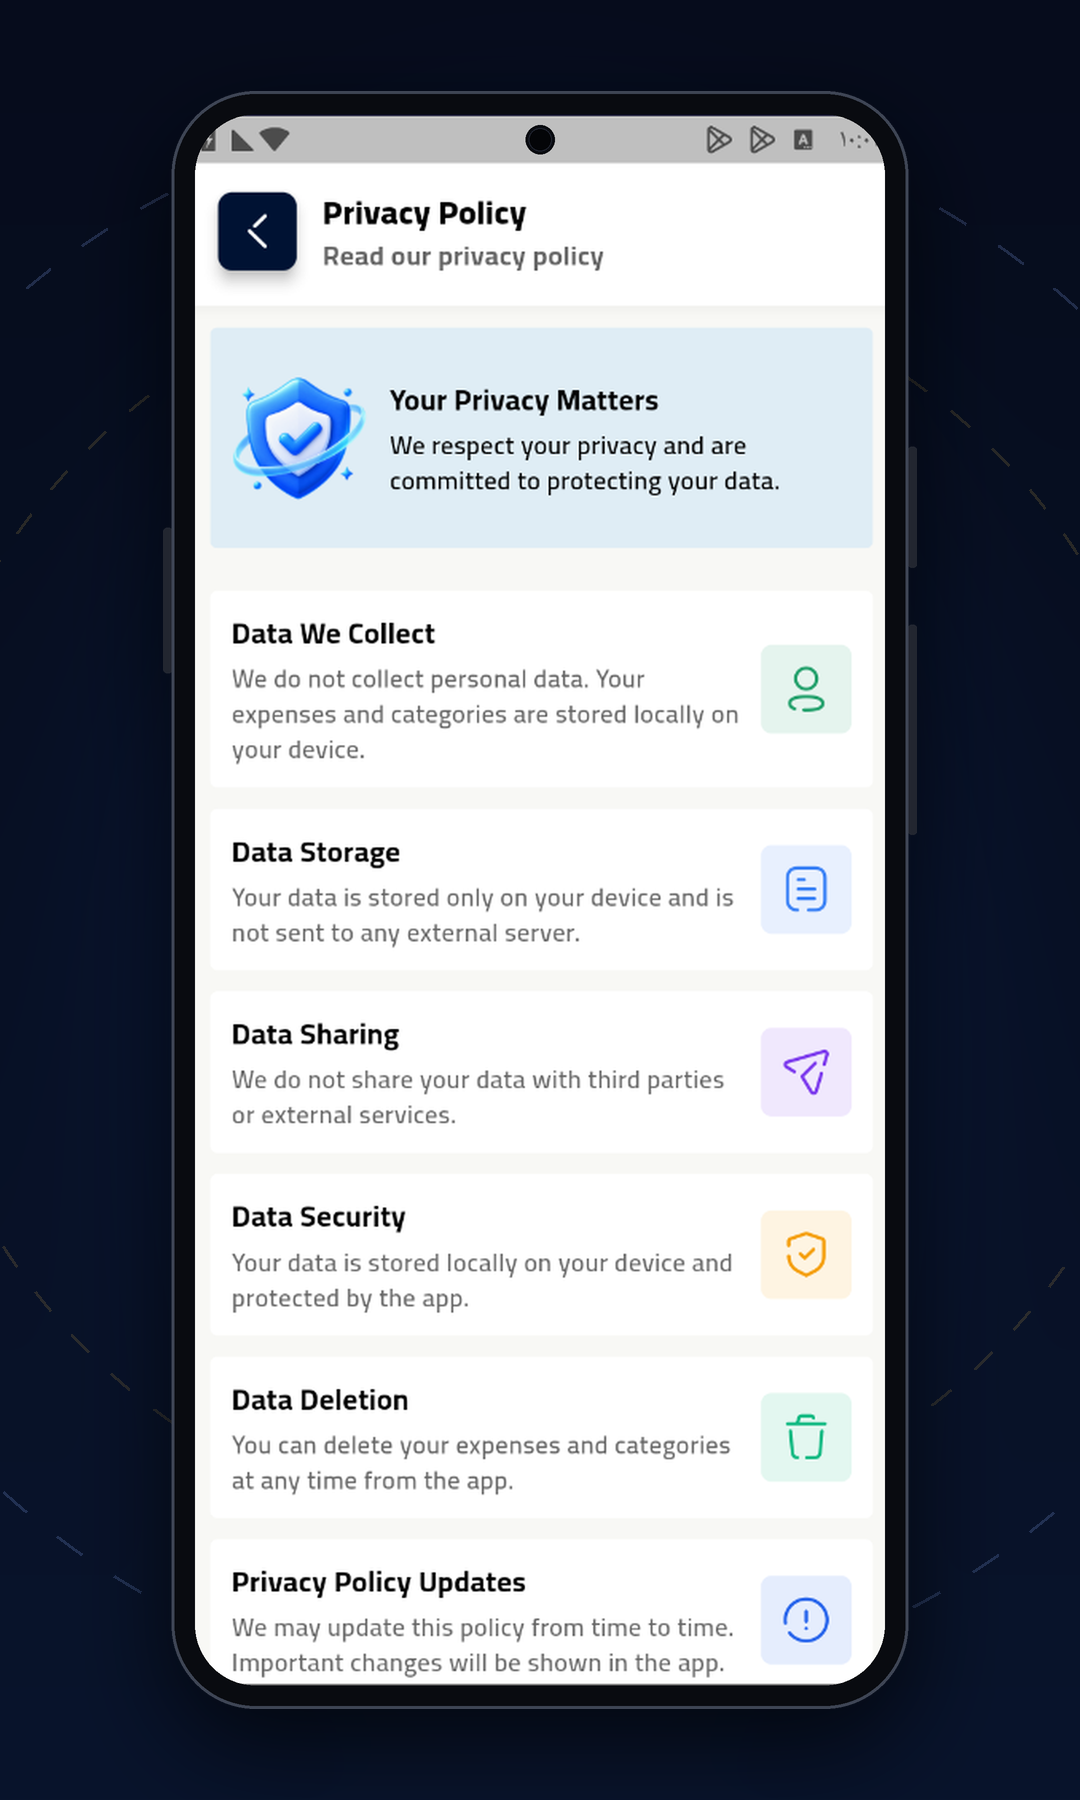 A
Privacy Policy
Read our privacy policy
Your Privacy Matters
We respect your privacy and are
committed to protecting your data.
Data We Collect
We do not collect personal data. Your
expenses and categories are stored locally on
your device.
Data Storage
Your data is stored only on your device and is
not sent to any external server.
Data Sharing
We do not share your data with third parties
or external services.
Data Security
Your data is stored locally on your device and
protected by the app.
Data Deletion
You can delete your expenses and categories
at any time from the app.
Privacy Policy Updates
We may update this policy from time to time.
Important changes will be shown in the app.